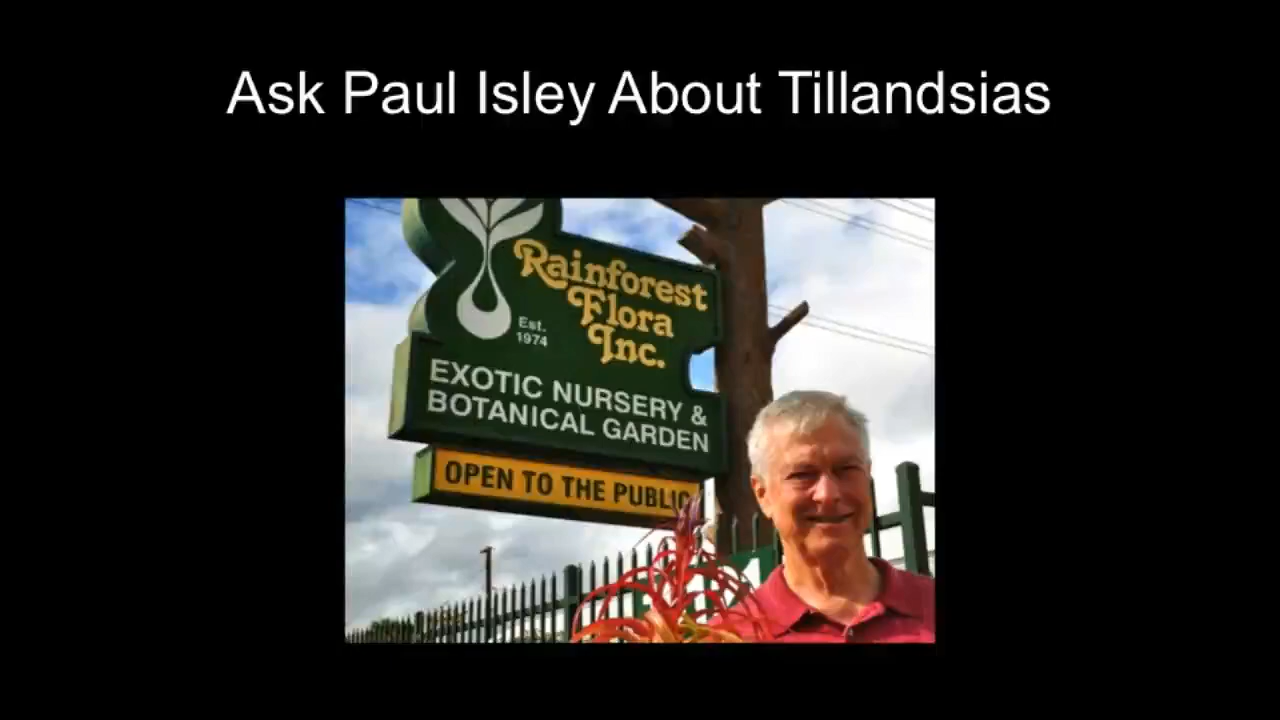 Ask Paul Isley About Tillandsias
Rainforest
Flora
Inc.
Est.
1974
EXOTIC NURSERY &
BOTANICAL GARDEN
OPEN TO THE PUBLIC